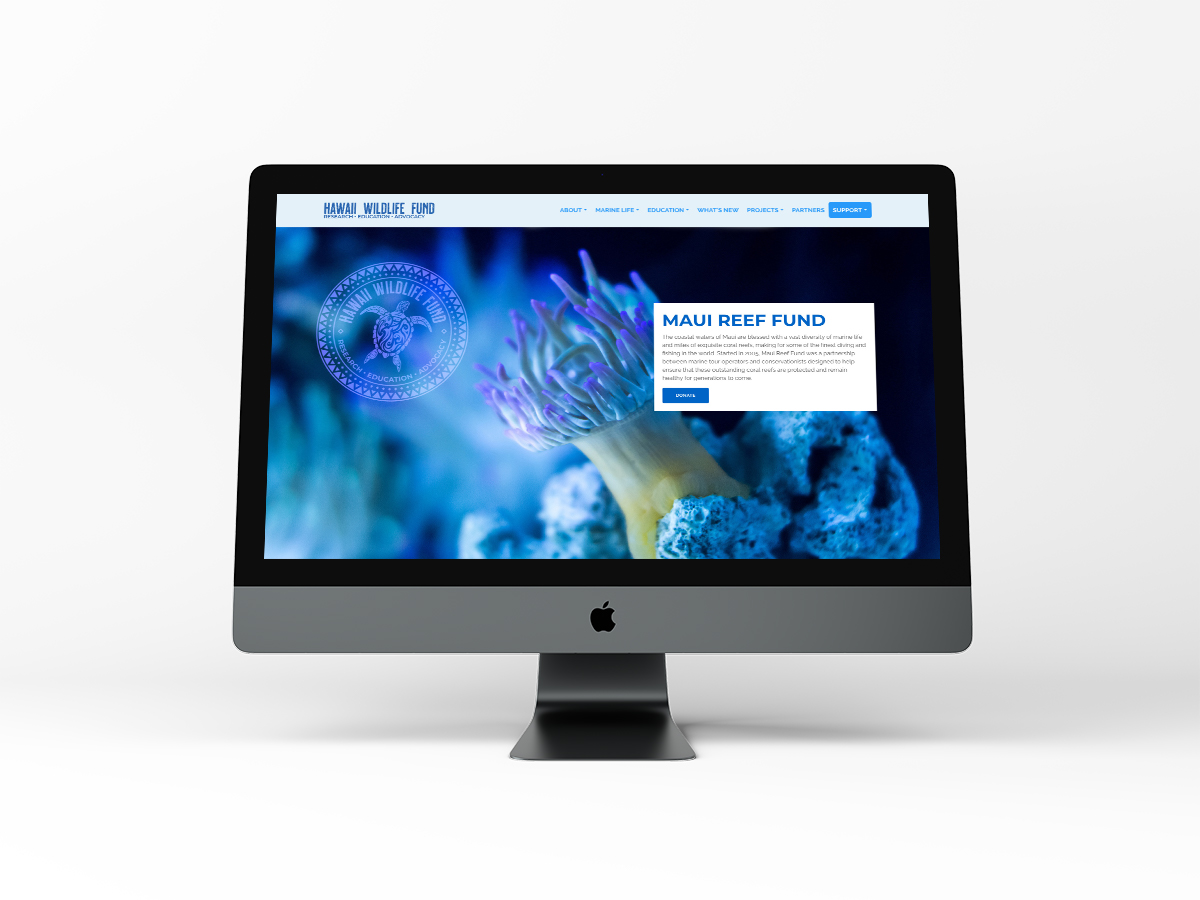 HAWAII WILDLIFE FUND
RESEARCH • EDUCATION • ADVOCACY
ABOUT MARINE LIFE EDUCATION WHAT'S NEW PROJECTS PARTNERS SUPPORT
HAWAII WILDLIFE FUND
RESEARCH • EDUCATION • ADVOCACY
MAUI REEF FUND
The coastal waters of Maui are blessed with a vast diversity of marine life
and miles of exquisite coral reefs, making for some of the finest diving and
fishing in the world. Started in 2005, Maui Reef Fund was a partnership
between marine tour operators and conservationists designed to help
ensure that these outstanding coral reefs are protected and remain
healthy for generations to come.
DONATE